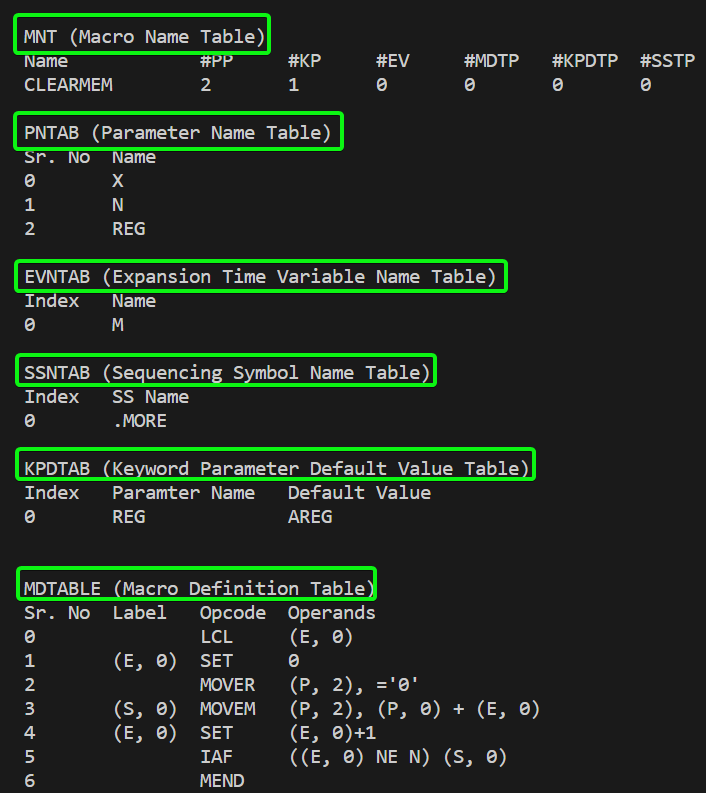 MNT (Macro Name Table)
Name #PP #KP #EV #MDTP #KPDTP #SSTP
CLEARMEM 2 1 0 0 0 0
PNTAB (Parameter Name Table)
Sr. No Name
0 X
1 N
2 REG
EVNTAB (Expansion Time Variable Name Table)
Index Name
0 M
SSNTAB (Sequencing Symbol Name Table)
Index SS Name
0 .MORE
KPDTAB (Keyword Parameter Default Value Table)
Index Paramter Name Default Value
0 REG AREG
MDTABLE (Macro Definition Table)
Sr. No Label Opcode Operands
0 LCL (E, 0)
1 (E, 0) SET 0
2 MOVER (P, 2), ='0'
3 (S, 0) MOVEM (P, 2), (P, 0) + (E, 0)
4 (E, 0) SET (E, 0)+1
5 IAF ((E, 0) NE N) (S, 0)
6 MEND